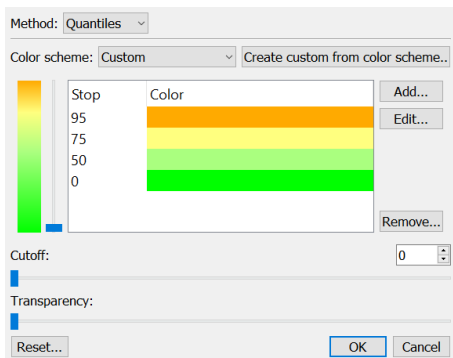 Method: Quantiles
Color scheme: Custom Create custom from color scheme..
Stop Color Add...
95 Edit...
75
50
0
Remove...
Cutoff: 0
Transparency:
Reset... OK Cancel